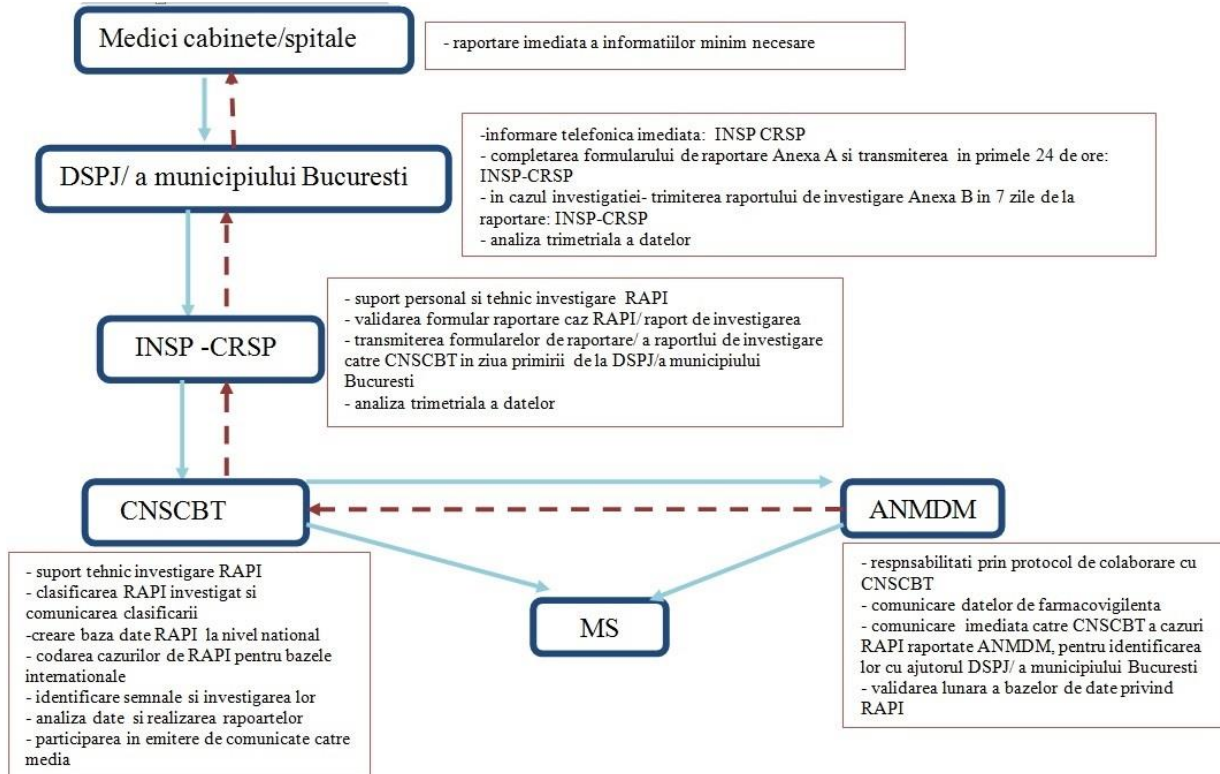 Medici cabinete/spitale
- raportare imediata a informatiilor minim necesare
DSPJ/ a municipiului Bucuresti
-informare telefonica imediata:  INSP CRSP
- completarea formularului de raportare Anexa A si transmiterea  in primele 24 de ore:
INSP-CRSP
- in cazul investigatiei- trimiterea raportului de investigare Anexa B in 7 zile de la
raportare: INSP-CRSP
- analiza trimetriala a datelor
INSP -CRSP
- suport personal si tehnic investigare  RAPI
- validarea formular raportare caz RAPI/ raport de investigarea
- transmiterea formularelor de raportare/ a raportlui de investigare
catre CNSCBT in ziua primirii  de la DSPJ/a municipiului
Bucuresti
- analiza trimetriala a datelor
CNSCBT
- suport tehnic investigare RAPI
- clasificarea RAPI investigat si
comunicarea clasificarii
-creare baza date RAPI  la nivel national
- codarea cazurilor de RAPI pentru bazele
internationale
- identificare semnale si investigarea lor
- analiza date  si realizarea rapoartelor
- participarea in emitere de comunicate catre
media
MS
ANMDM
- respnsabilitati prin protocol de colaborare cu
CNSCBT
- comunicare datelor de farmacovigilenta
- comunicare  imediata catre CNSCBT a cazuri
RAPI raportate ANMDM, pentru identificarea
lor cu ajutorul DSPJ/ a municipiului Bucuresti
- validarea lunara a bazelor de date privind
RAPI